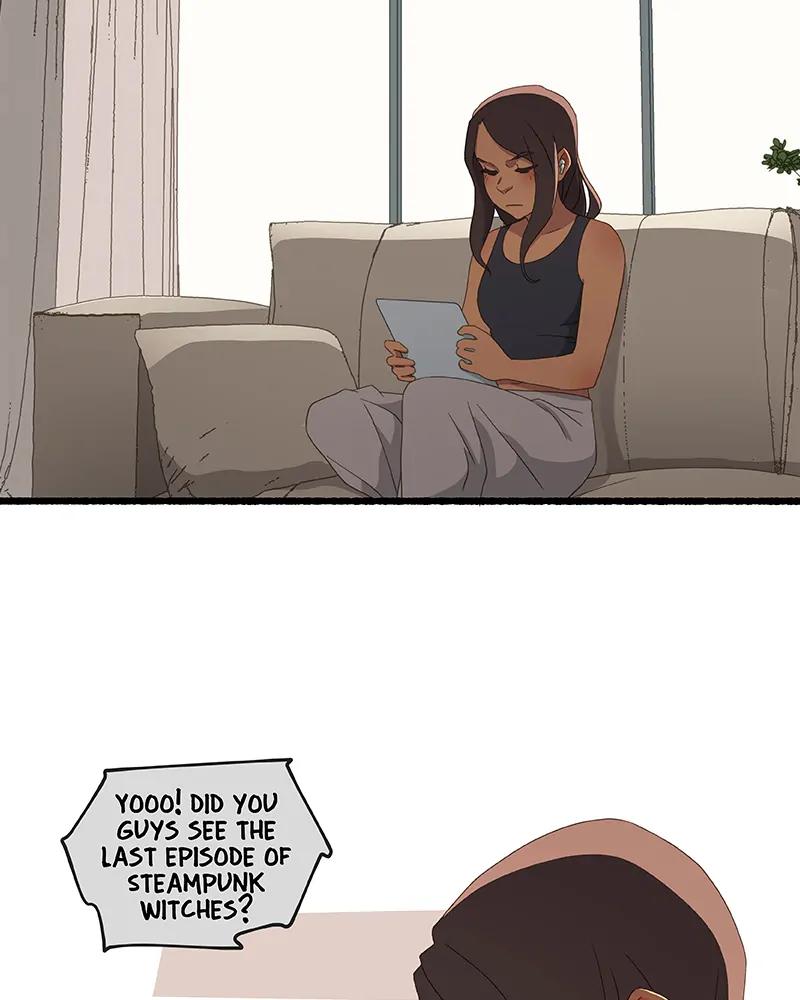 YOOO! DID YOU
GUYS SEE THE
LAST EPISODE OF
STEAMPUNK
WITCHES?